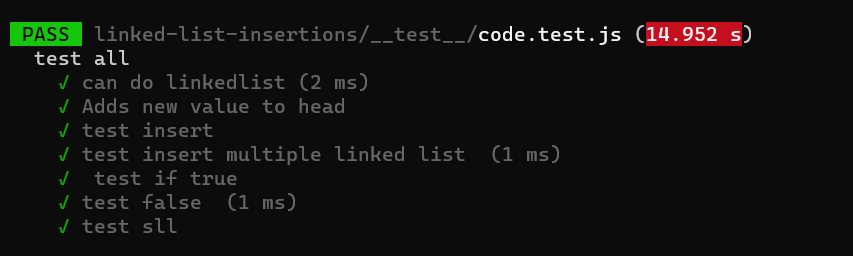 PASS linked-list-insertions/__test__/code.test.js (14.952 s)
test all
√ can do linkedlist (2 ms)
√ Adds new value to head
√ test insert
√ test insert multiple linked list  (1 ms)
√  test if true
√ test false  (1 ms)
√ test sll